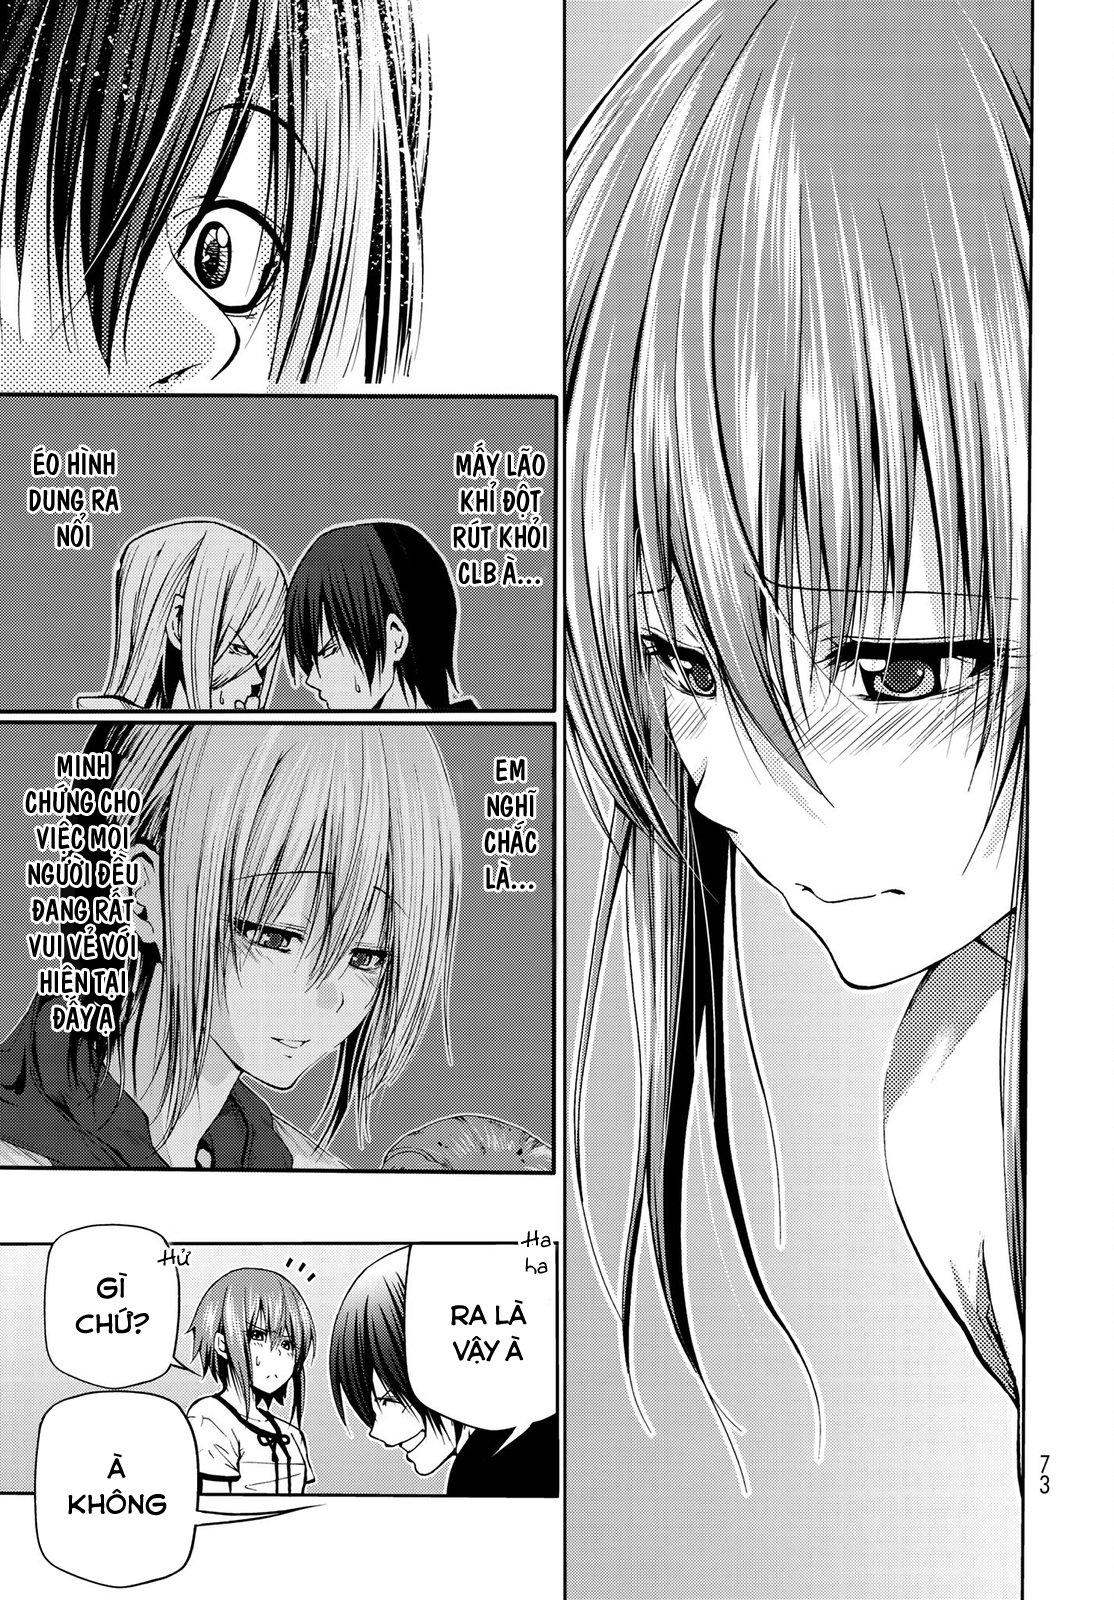 MẤY LÃO
KHỈ ĐỘT
RÚT KHỎI
CLB À...
ÉO HÌNH
DUNG RA
NỔI
EM
NGHĨ
CHẮC
LÀ...
MINH
CHỨNG CHO
VIỆC MỌI
NGƯỜI ĐỀU
ĐANG RẤT
VUI VẺ VỚI
HIỆN TẠI
ĐẤY Ạ
Ha
ha
RA LÀ
VẬY À
Hử
GÌ
CHỨ?
À
KHÔNG
73